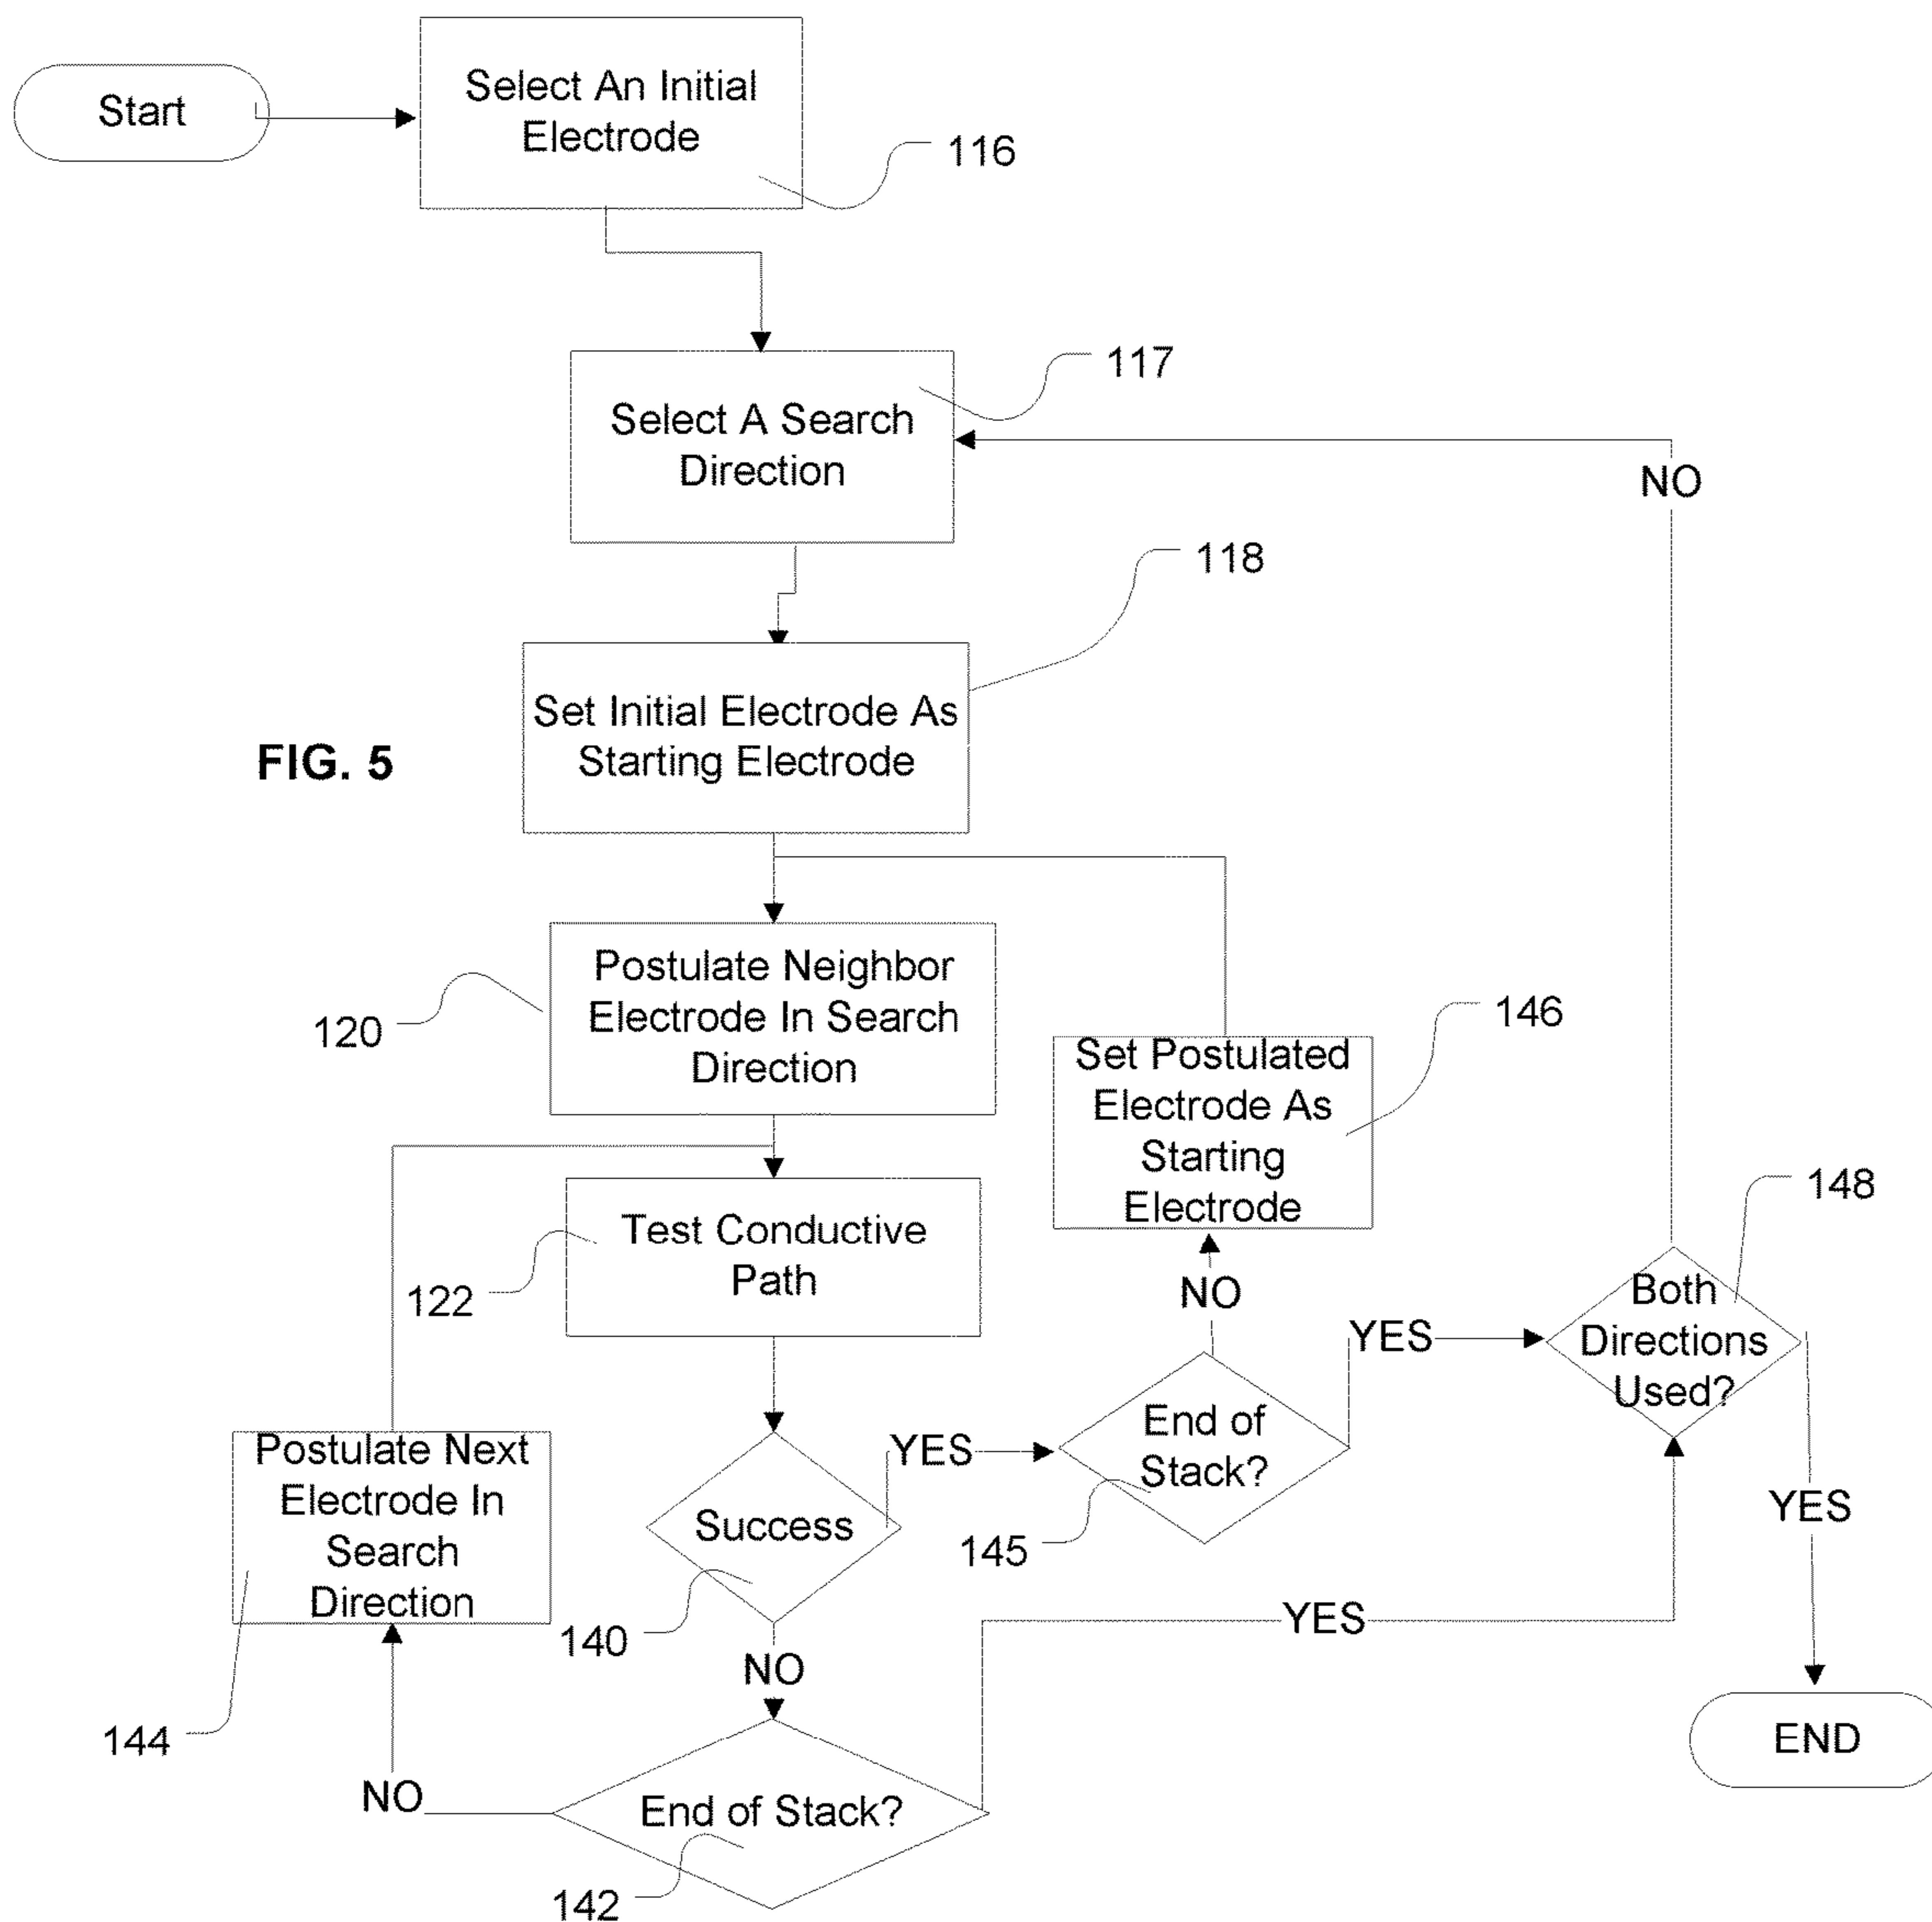 Start
Select An Initial
Electrode
116
117
Select A Search
Direction
NO
118
Set Initial Electrode As
Starting Electrode
FIG. 5
Postulate Neighbor
Electrode In Search
Direction
120
146
Set Postulated
Electrode As
Starting
Electrode
148
Test Conductive
Path
122
NO
Both
Directions
Used?
YES
End of
Stack?
YES
145
Postulate Next
Electrode In
Search
Direction
Success
140
YES
YES
NO
144
END
NO
End of Stack?
142